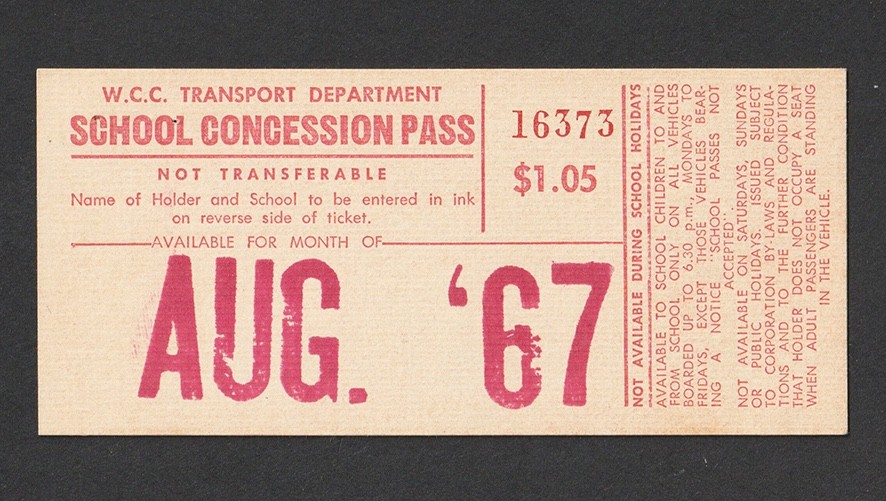 W.C.C. TRANSPORT DEPARTMENT
SCHOOL CONCESSION PASS
NOT TRANSFERABLE
Name of Holder and School to be entered in ink
on reverse side of ticket.
AVAILABLE FOR MONTH OF
AUG. ‘67
16373
$1.05
NOT AVAILABLE DURING SCHOOL HOLIDAYS
AVAILABLE TO SCHOOL CHILDREN TO AND
FROM SCHOOL ONLY ON ALL VEHICLES
BOARDED UP TO 6.30 p.m., MONDAYS TO
FRIDAYS, EXCEPT THOSE VEHICLES BEAR-
ING A NOTICE "SCHOOL PASSES NOT
ACCEPTED".
NOT AVAILABLE ON SATURDAYS, SUNDAYS
OR PUBLIC HOLIDAYS. ISSUED SUBJECT
TO CORPORATION BY-LAWS AND REGULA-
TIONS AND TO THE FURTHER CONDITION
THAT HOLDER DOES NOT OCCUPY A SEAT
WHEN ADULT PASSENGERS ARE STANDING
IN THE VEHICLE.